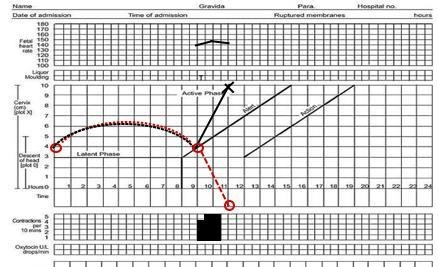 Name Gravida Para. Hospital no.
Date of admission Time of admission Ruptured membranes hours
Fetal heart rate 180 170 160 150 140 130 120 110 100
Liquor
Moulding
T
Cervix (cm) [plot X]
10 9 8 7 6 5 4 3 2 1
Active Phase
Alert
Action
Descent of head [plot O]
Latent Phase
Hours 0 1 2 3 4 5 6 7 8 9 10 11 12 13 14 15 16 17 18 19 20 21 22 23 24
Time
Contractions per 10 mins 5 4 3 2 1
Oxytocin U/L
drops/min